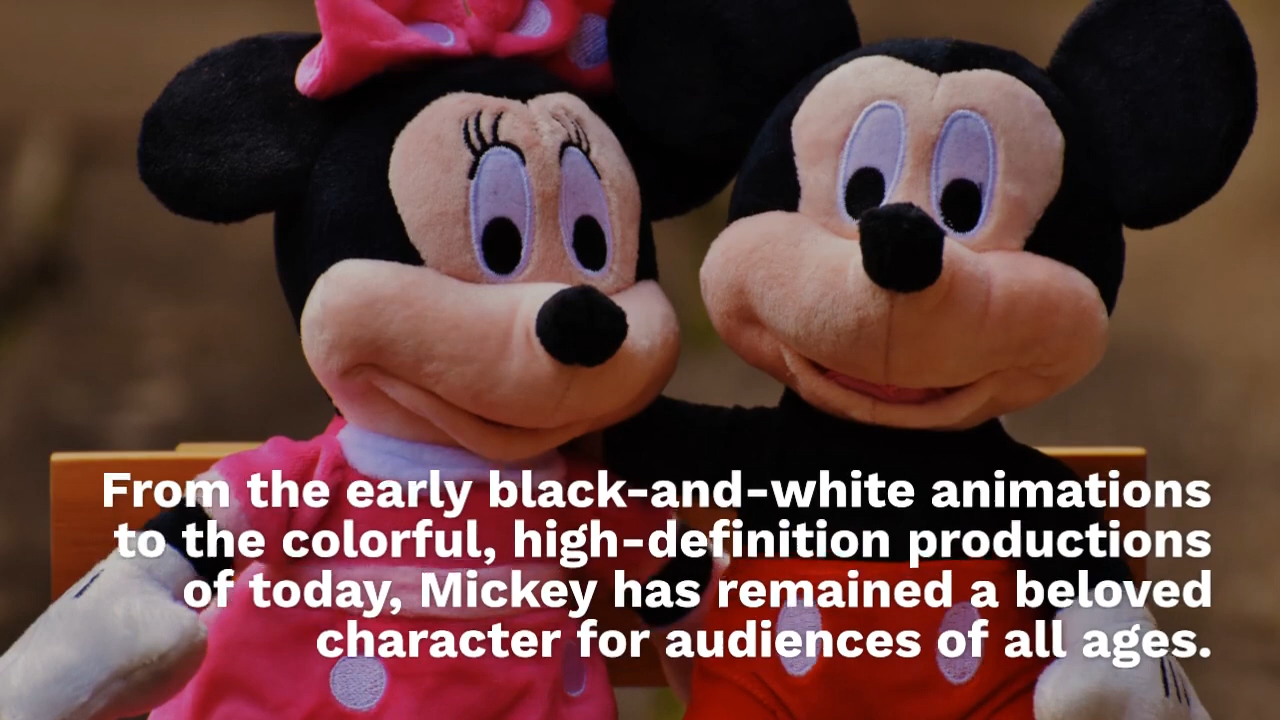 From the early black-and-white animations
to the colorful, high-definition productions
of today, Mickey has remained a beloved
character for audiences of all ages.